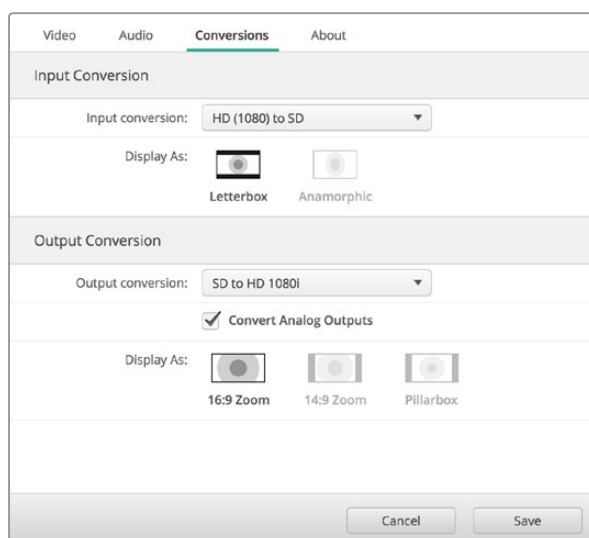 Video Audio Conversions About
Input Conversion
Input conversion: HD (1080) to SD
Display As:
Letterbox Anamorphic
Output Conversion
Output conversion: SD to HD 1080i
Convert Analog Outputs
Display As:
16:9 Zoom 14:9 Zoom Pillarbox
Cancel Save